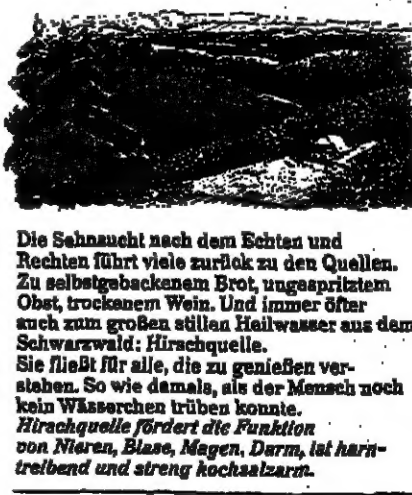 Die Sehnsucht nach dem Echten und
Rechten führt viele zurück zu den Quellen.
Zu selbstgebackenem Brot, ungespritztem
Obst, trockenem Wein. Und immer öfter
auch zum großen stillen Heilwasser aus dem
Schwarzwald: Hirschquelle.
Sie fließt für alle, die zu genießen ver-
stehen. So wie damals, als der Mensch noch
kein Wässerchen trüben konnte.
Hirschquelle fördert die Funktion
von Nieren, Blase, Magen, Darm, ist harn-
treibend und streng kochsalzarm.